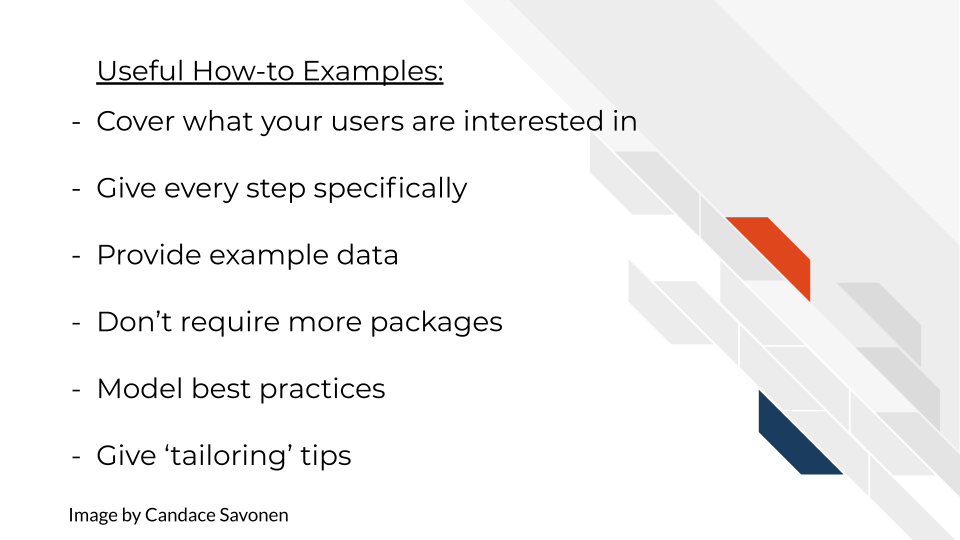 Useful How-to Examples:
- Cover what your users are interested in
- Give every step specifically
- Provide example data
- Don’t require more packages
- Model best practices
- Give ‘tailoring’ tips
Image by Candace Savonen